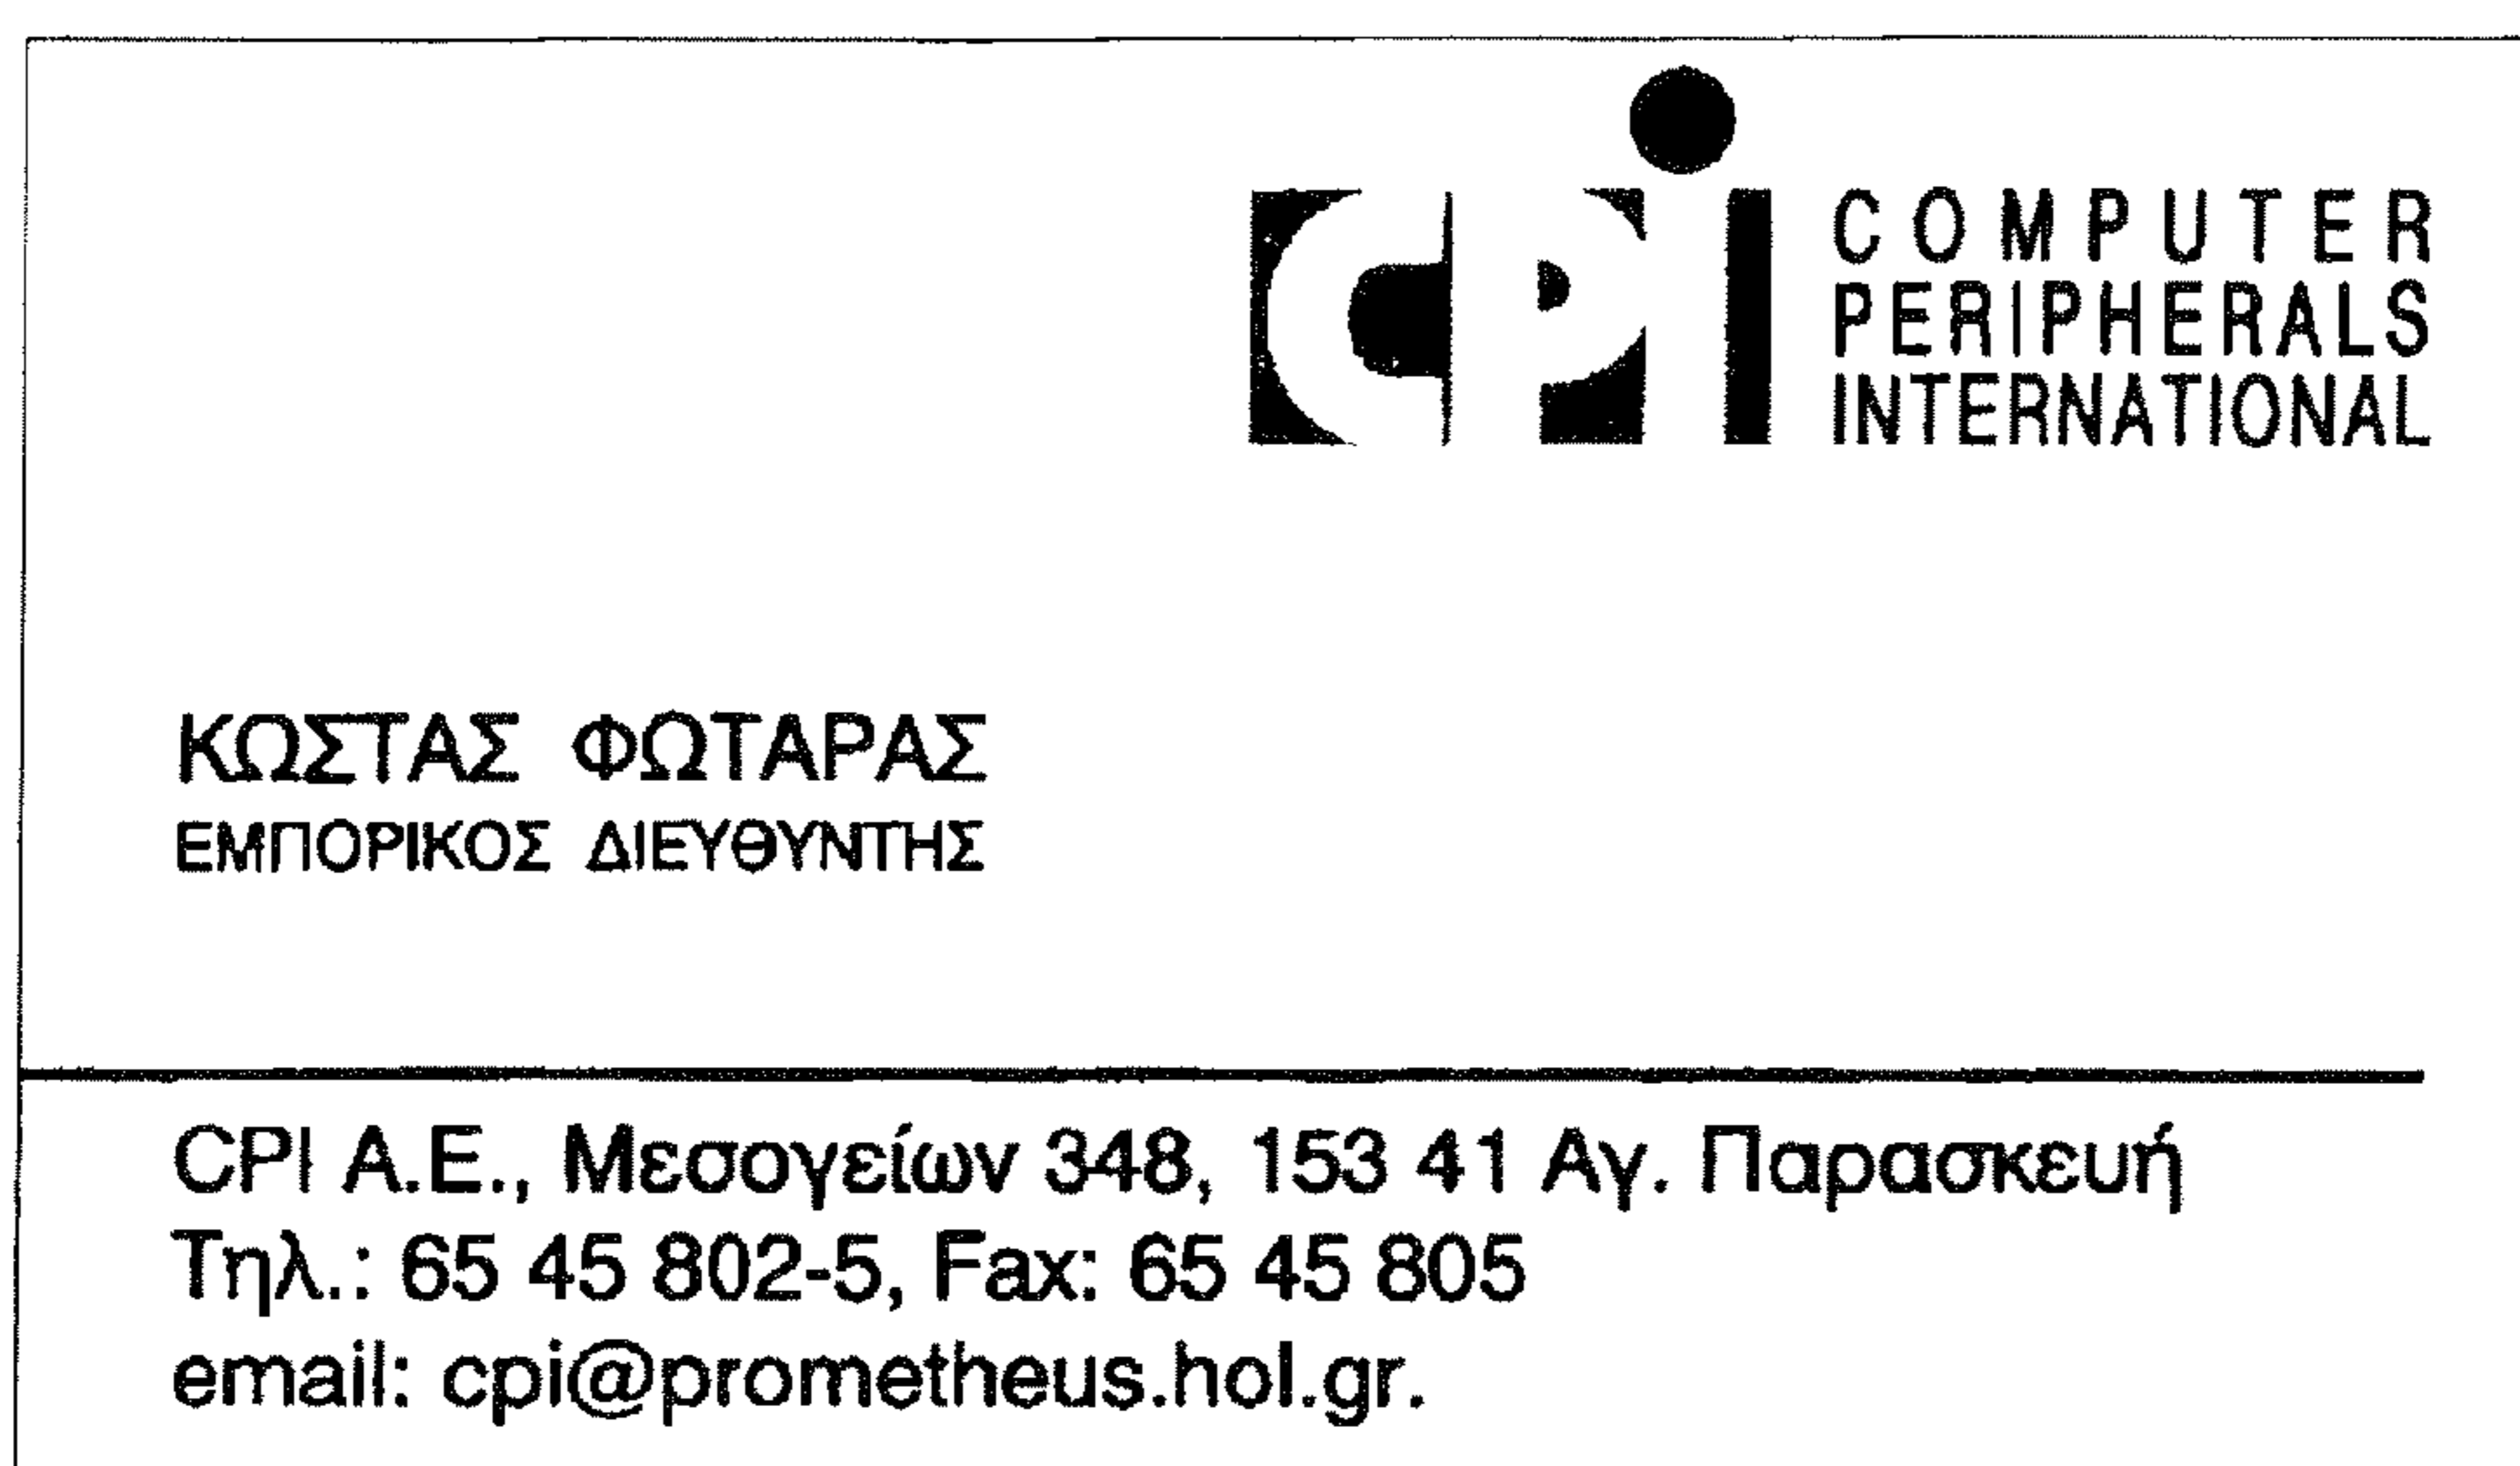 cpi
COMPUTER
PERIPHERALS
INTERNATIONAL
ΚΩΣΤΑΣ ΦΩΤΑΡΑΣ
ΕΜΠΟΡΙΚΟΣ ΔΙΕΥΘΥΝΤΗΣ
CPI Α.Ε., Μεσογείων 348, 153 41 Αγ. Παρασκευή
Τηλ.: 65 45 802-5, Fax: 65 45 805
email: cpi@prometheus.hol.gr.